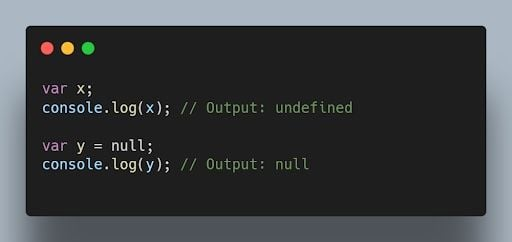 var x;
console.log(x); // Output: undefined
var y = null;
console.log(y); // Output: null